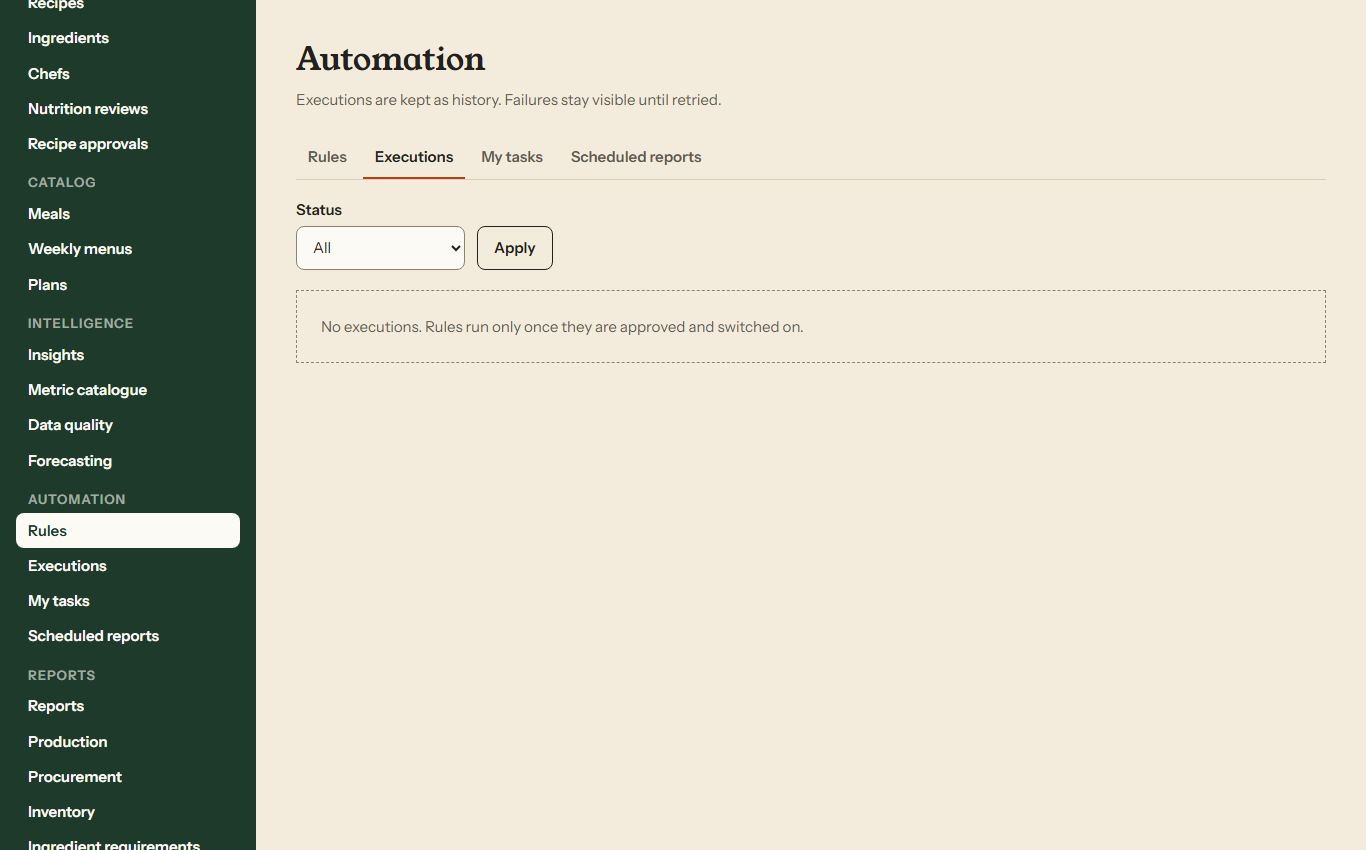 Recipes
Ingredients
Chefs
Nutrition reviews
Recipe approvals
CATALOG
Meals
Weekly menus
Plans
INTELLIGENCE
Insights
Metric catalogue
Data quality
Forecasting
AUTOMATION
Rules
Executions
My tasks
Scheduled reports
REPORTS
Reports
Production
Procurement
Inventory
Ingredient requirements
Automation
Executions are kept as history. Failures stay visible until retried.
Rules Executions My tasks Scheduled reports
Status
All Apply
No executions. Rules run only once they are approved and switched on.